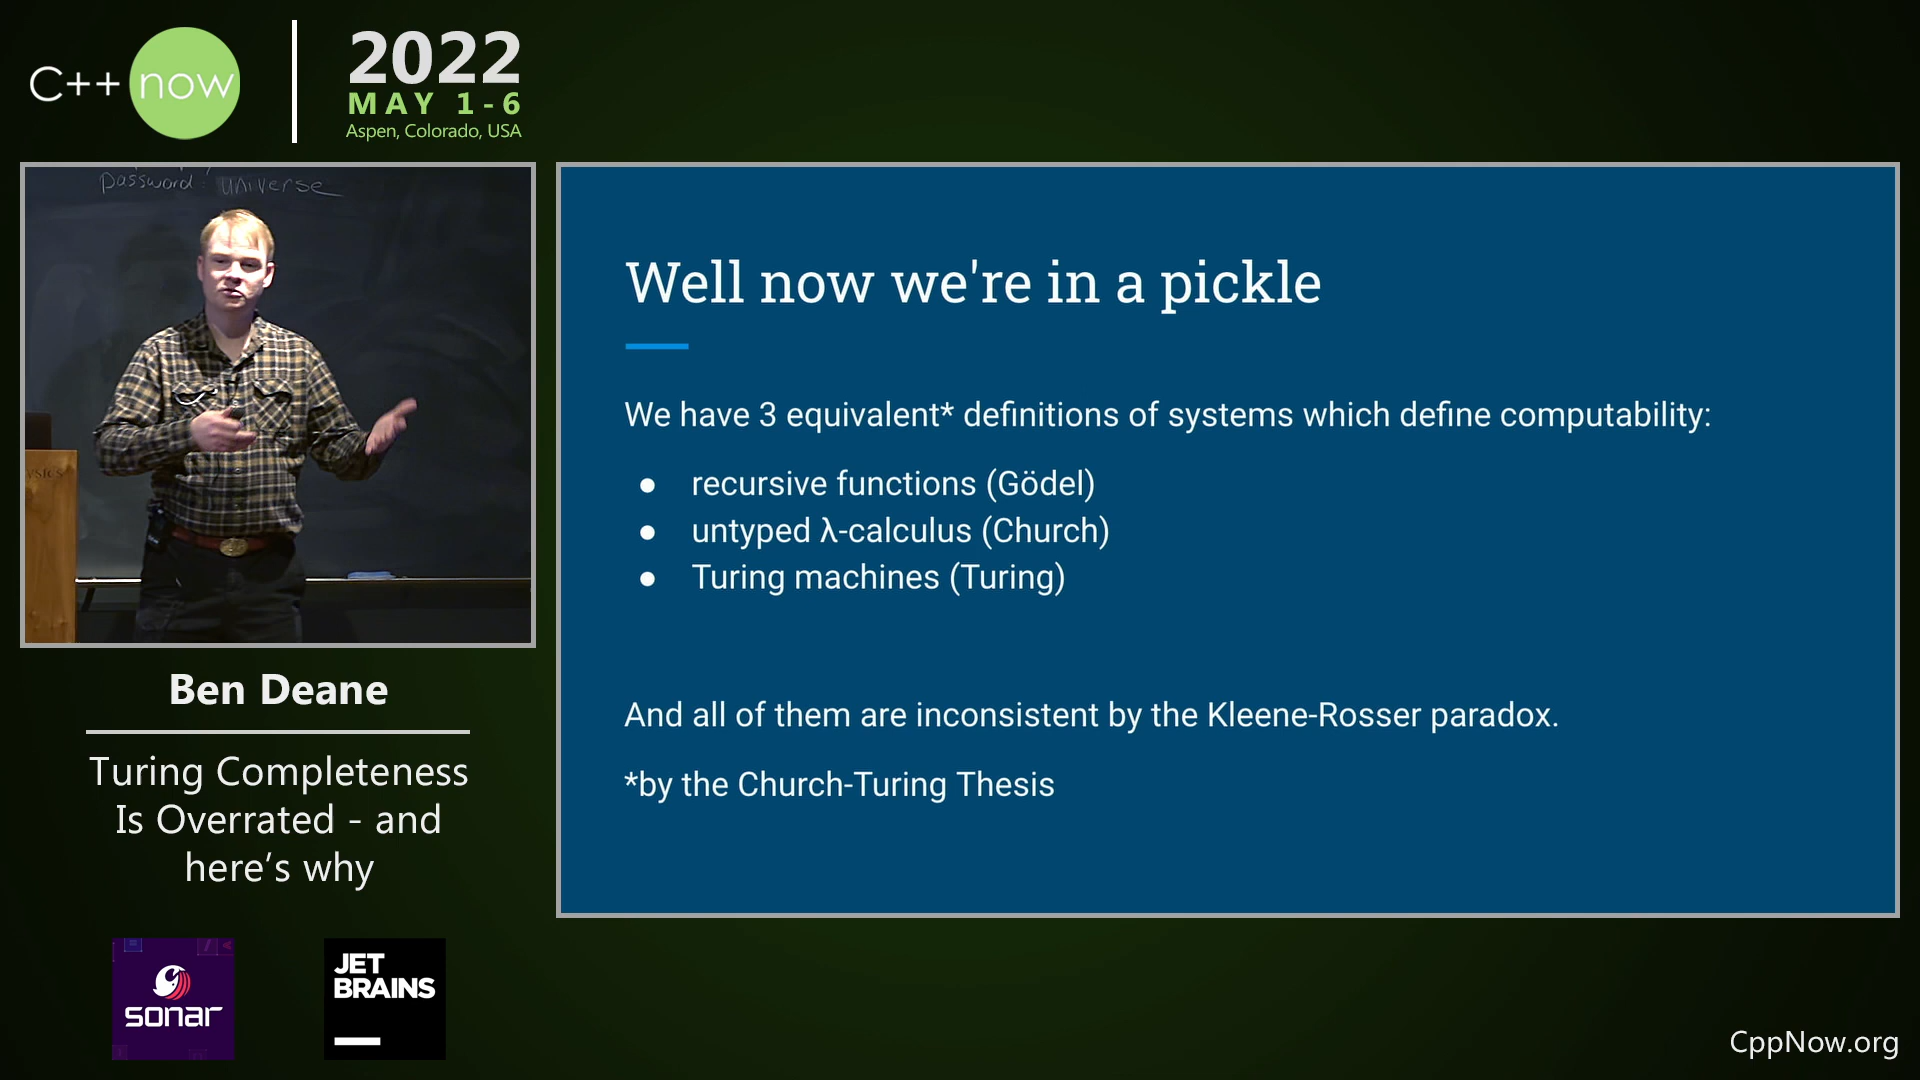 C++ now
2022
MAY 1-6
Aspen, Colorado, USA
password: universe
Well now we're in a pickle
We have 3 equivalent* definitions of systems which define computability:
● recursive functions (Gödel)
● untyped λ-calculus (Church)
● Turing machines (Turing)
And all of them are inconsistent by the Kleene-Rosser paradox.
*by the Church-Turing Thesis
Ben Deane
Turing Completeness
Is Overrated - and
here's why
sonar
JET
BRAINS
CppNow.org